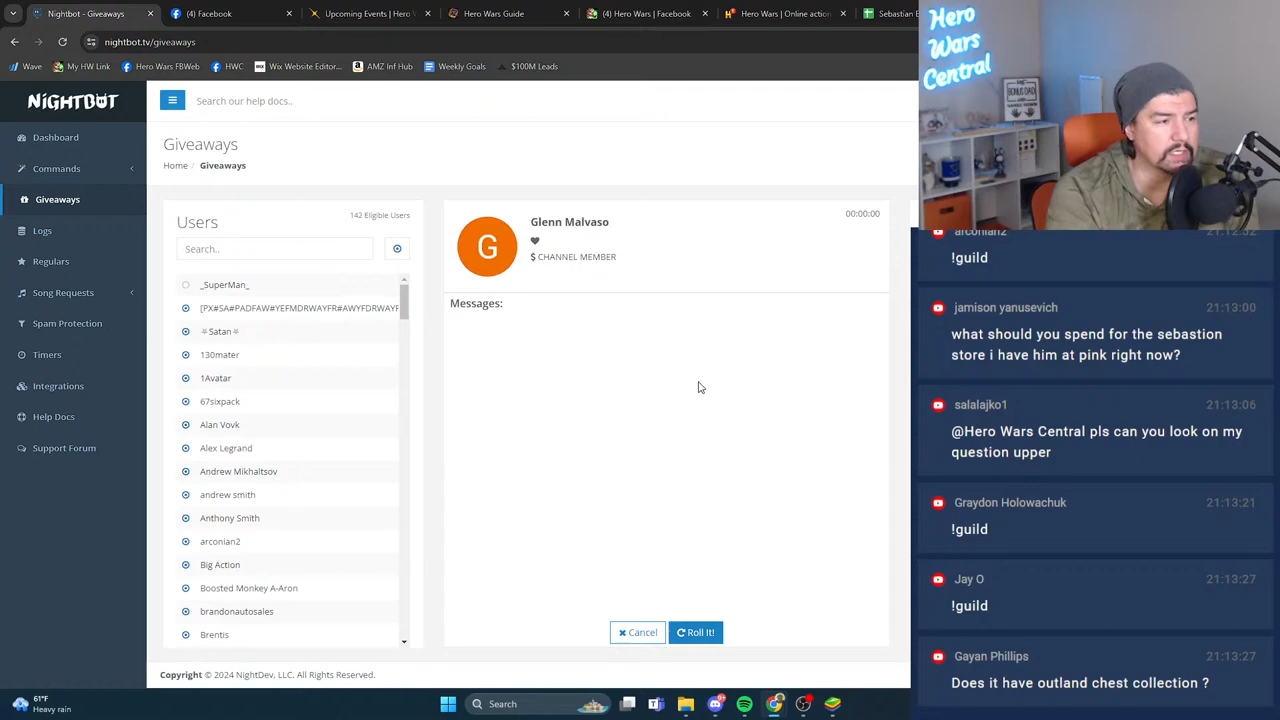 Facebook
Upcoming Events | Hero V
Hero Wars Guide
(4) Hero Wars | Facebook
Hero Wars | Online action
Sebastian E
nightbot.tv/giveaways
Wave
My HW Link
Hero Wars FBWeb
HWC
Wix Website Editor...
AMZ Inf Hub
Weekly Goals
$100M Leads
NIGHTBOT
Search our help docs..
Dashboard
Commands
Giveaways
Logs
Regulars
Song Requests
Spam Protection
Timers
Integrations
Help Docs
Support Forum
Giveaways
Home / Giveaways
Users
142 Eligible Users
Search..
_SuperMan_
[PX#SA#PADFAW#YEFMDRWAYFR#AWYFDRWAYF
⛧Satan⛧
130mater
1Avatar
67sixpack
Alan Vovk
Alex Legrand
Andrew Mikhaltsov
andrew smith
Anthony Smith
arconian2
Big Action
Boosted Monkey A-Aron
brandonautosales
Brentis
G
Glenn Malvaso
00:00:00
$ CHANNEL MEMBER
Messages:
Cancel
Roll It!
Copyright © 2024 NightDev, LLC. All Rights Reserved.
Hero
Wars
Central
BONUS DAD
arconian2 21:12:52
!guild
jamison yanusevich 21:13:00
what should you spend for the sebastion
store i have him at pink right now?
salalajko1 21:13:06
@Hero Wars Central pls can you look on my
question upper
Graydon Holowachuk 21:13:21
!guild
Jay O 21:13:27
!guild
Gayan Phillips 21:13:27
Does it have outland chest collection ?
61°F
Heavy rain
Search